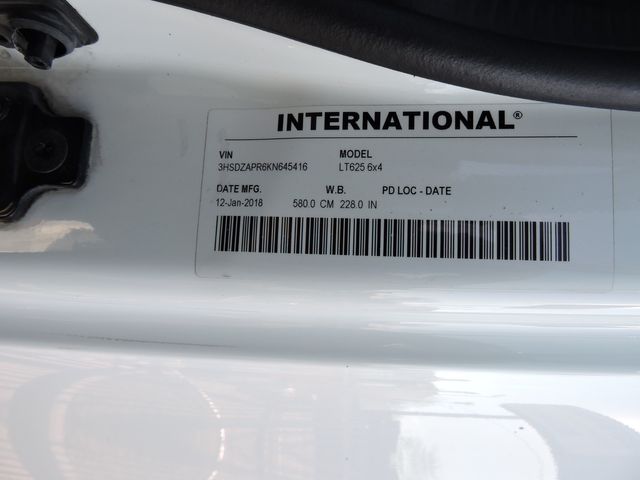 INTERNATIONAL®
VIN MODEL
3HSDZAPR6KN645416 LT625 6x4
DATE MFG. W.B. PD LOC - DATE
12-Jan-2018 580.0 CM 228.0 IN